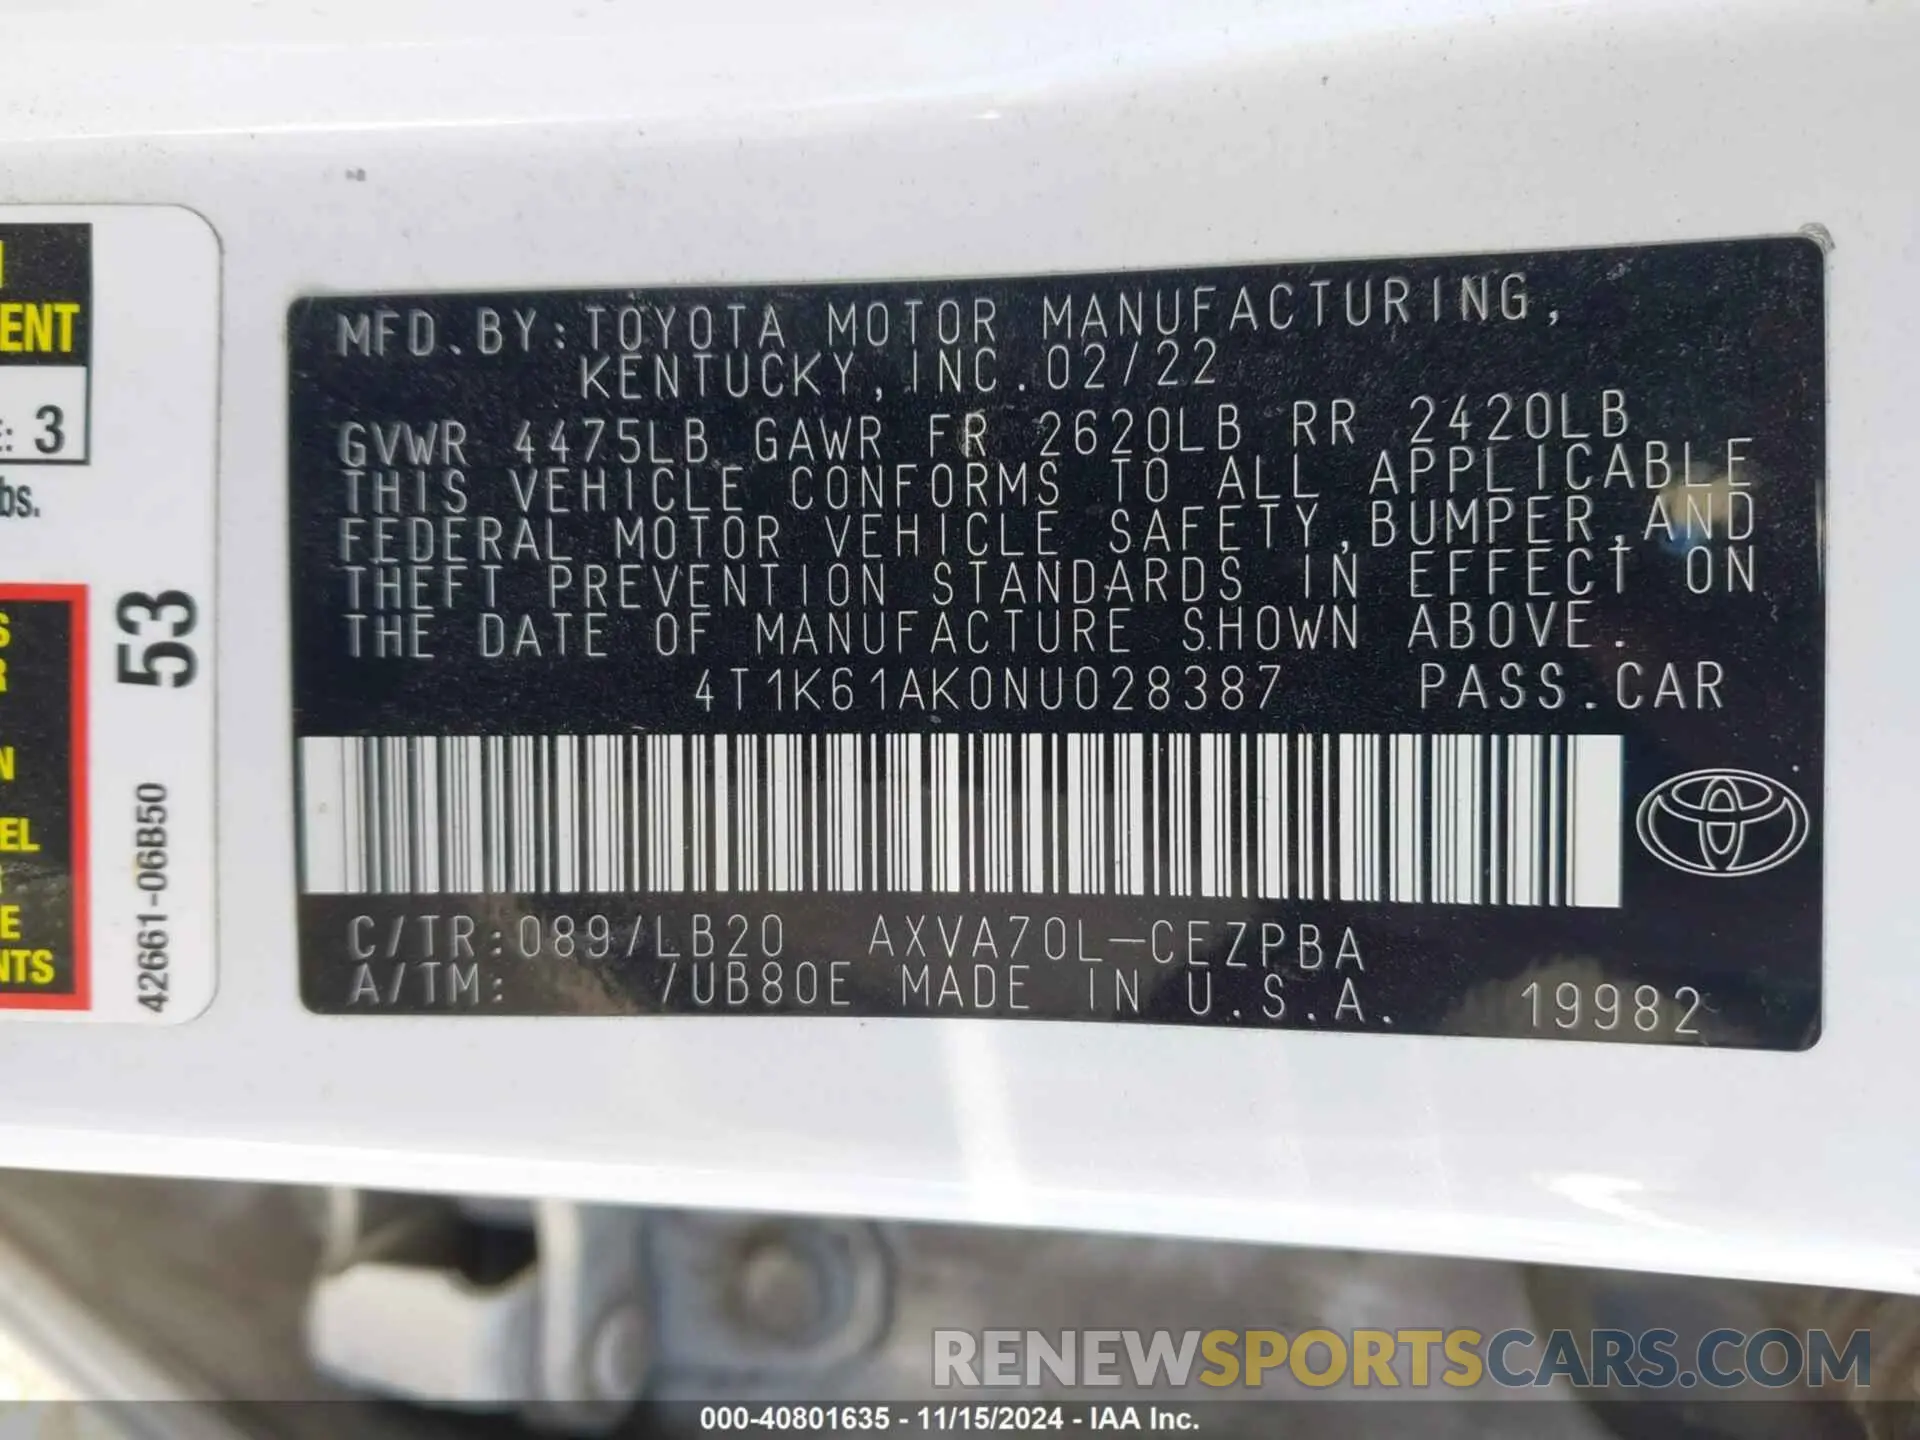 ENT
E: 3
bs.
53
42661-06B50
S
R
N
EL
E
NTS
MFD. BY: TOYOTA MOTOR MANUFACTURING,
KENTUCKY, INC. 02/22
GVWR 4475LB GAWR FR 2620LB RR 2420LB
THIS VEHICLE CONFORMS TO ALL APPLICABLE
FEDERAL MOTOR VEHICLE SAFETY, BUMPER, AND
THEFT PREVENTION STANDARDS IN EFFECT ON
THE DATE OF MANUFACTURE SHOWN ABOVE.
4T1K61AK0NU028387 PASS. CAR
C/TR: 089/LB20 AXVA70L-CEZPBA
A/TM: /UB80E MADE IN U.S.A. 19982
RENEWSPORTSCARS.COM
000-40801635 - 11/15/2024 - IAA Inc.